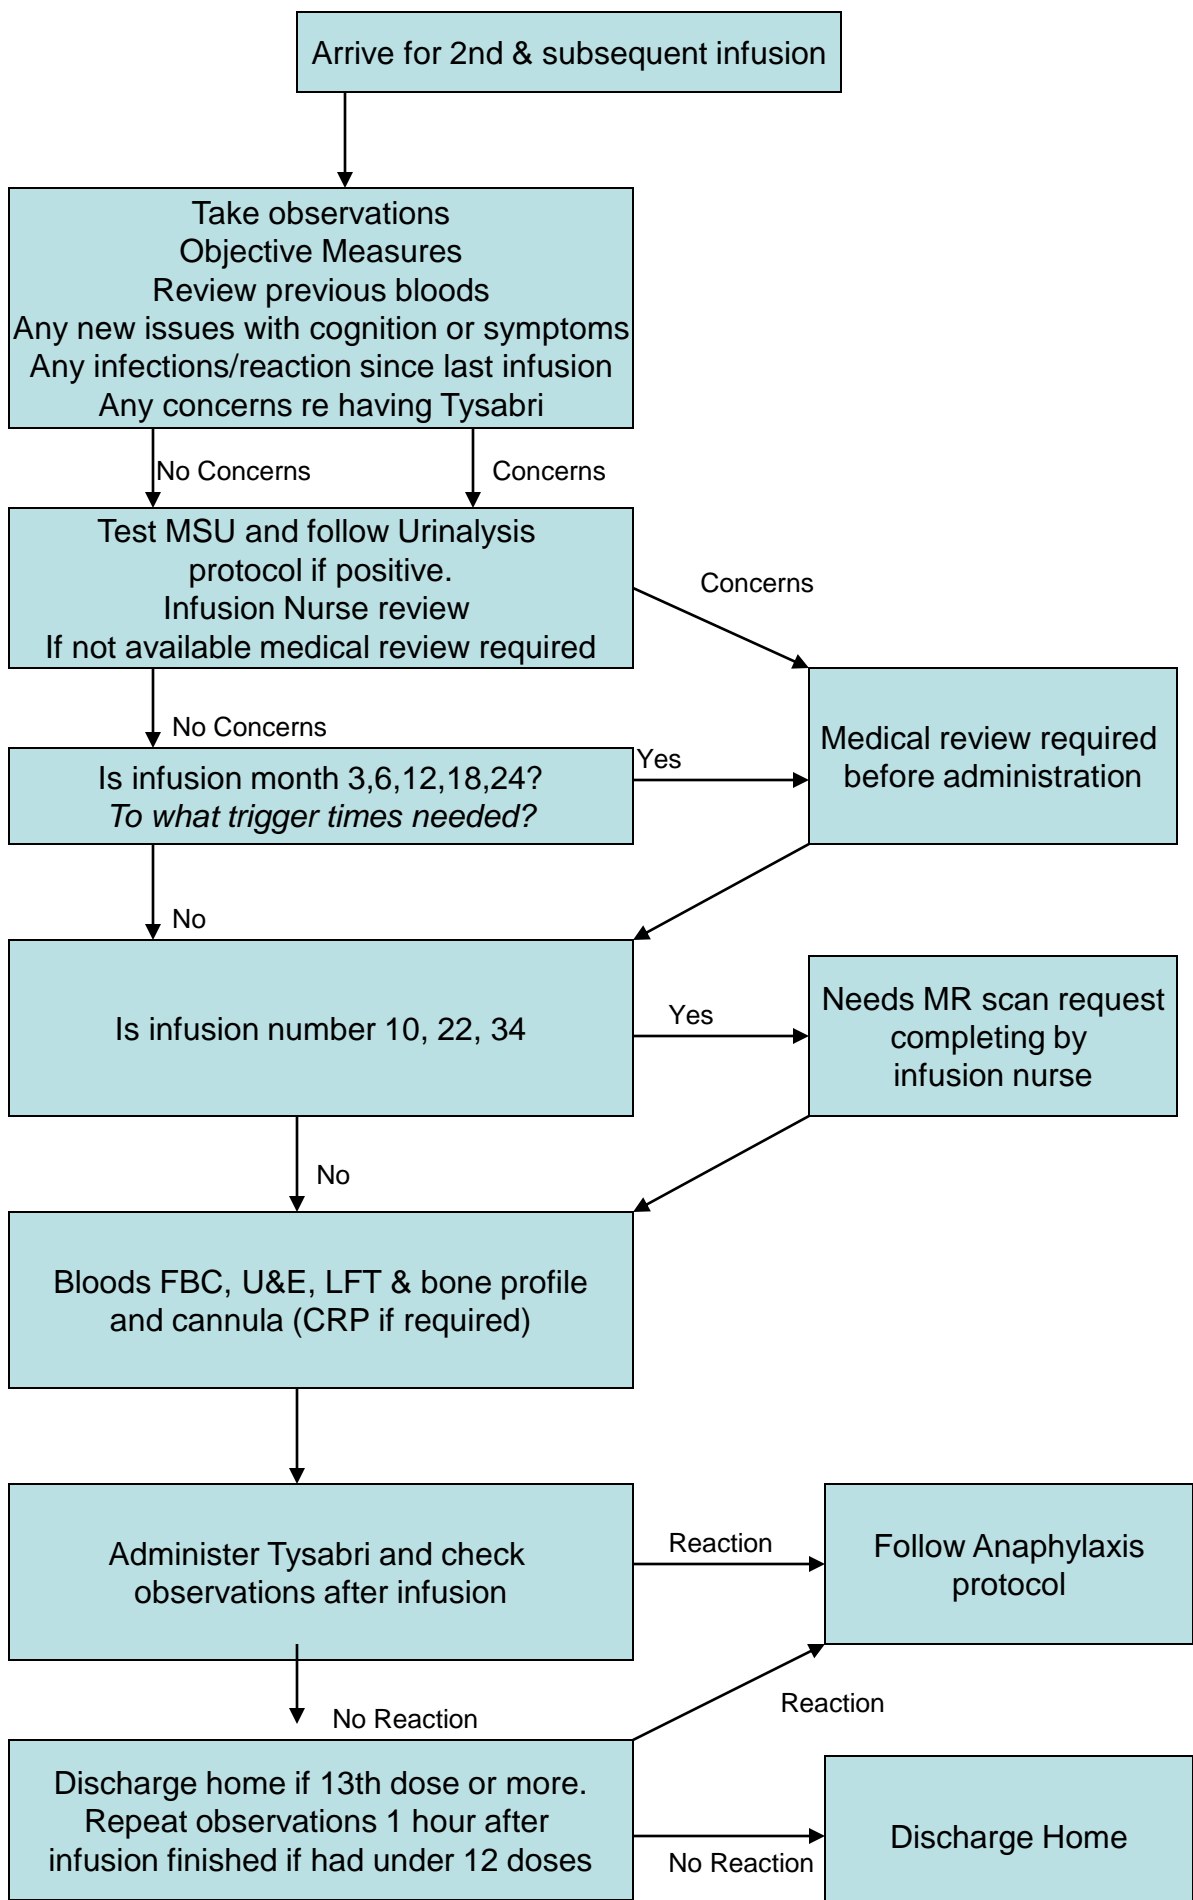 Arrive for 2nd & subsequent infusion
Take observations
Objective Measures
Review previous bloods
Any new issues with cognition or symptoms
Any infections/reaction since last infusion
Any concerns re having Tysabri
No Concerns
Concerns
Test MSU and follow Urinalysis
protocol if positive.
Infusion Nurse review
If not available medical review required
Concerns
No Concerns
Medical review required
before administration
Is infusion month 3,6,12,18,24?
To what trigger times needed?
Yes
No
Is infusion number 10, 22, 34
Yes
Needs MR scan request
completing by
infusion nurse
No
Bloods FBC, U&E, LFT & bone profile
and cannula (CRP if required)
Administer Tysabri and check
observations after infusion
Reaction
Follow Anaphylaxis
protocol
No Reaction
Reaction
Discharge home if 13th dose or more.
Repeat observations 1 hour after
infusion finished if had under 12 doses
No Reaction
Discharge Home